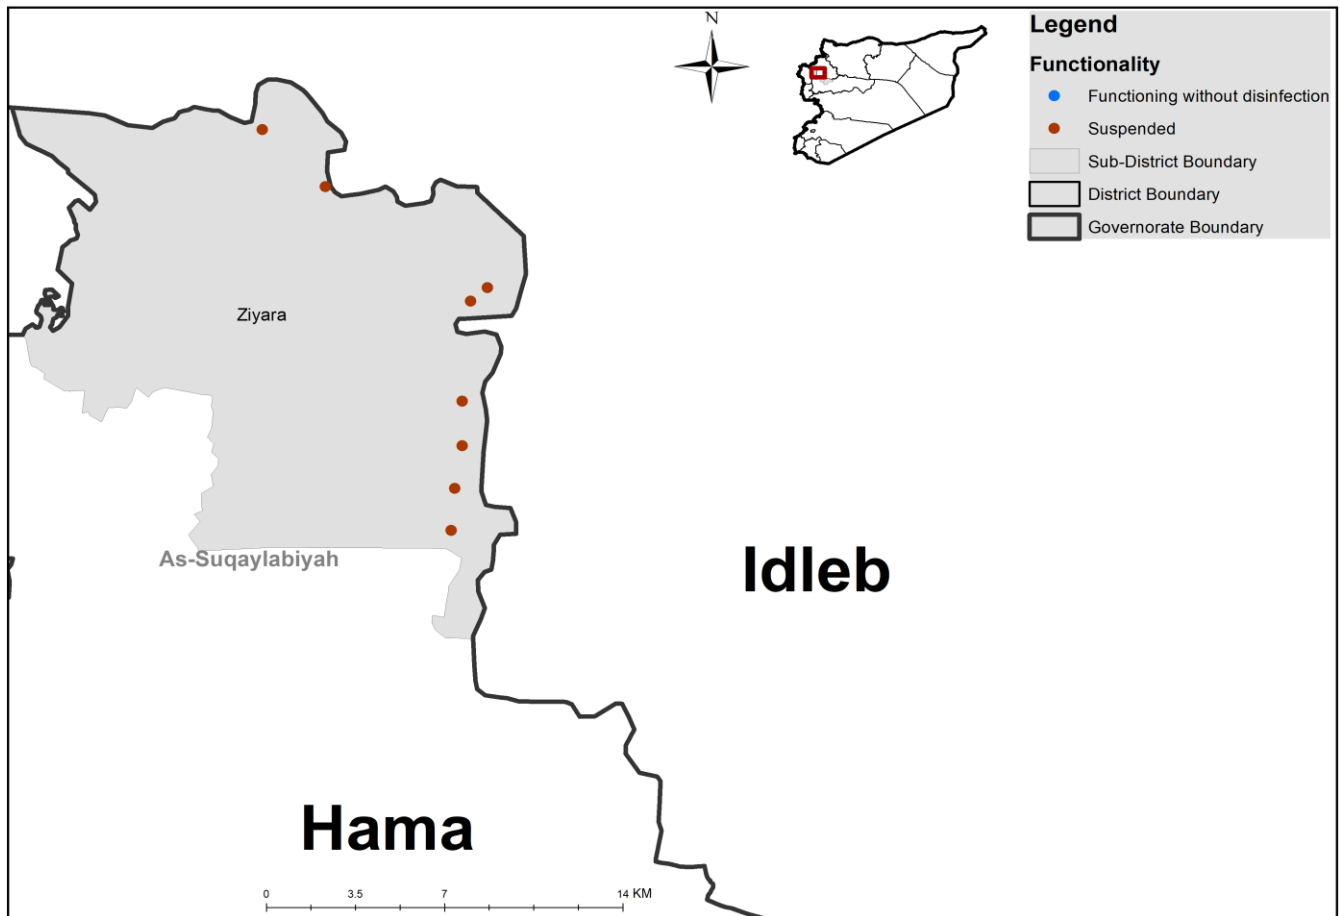 N
Legend
Functionality
Functioning without disinfection
Suspended
Sub-District Boundary
District Boundary
Governorate Boundary
Ziyara
As-Suqaylabiyah
Idleb
Hama
0 3.5 7 14 KM